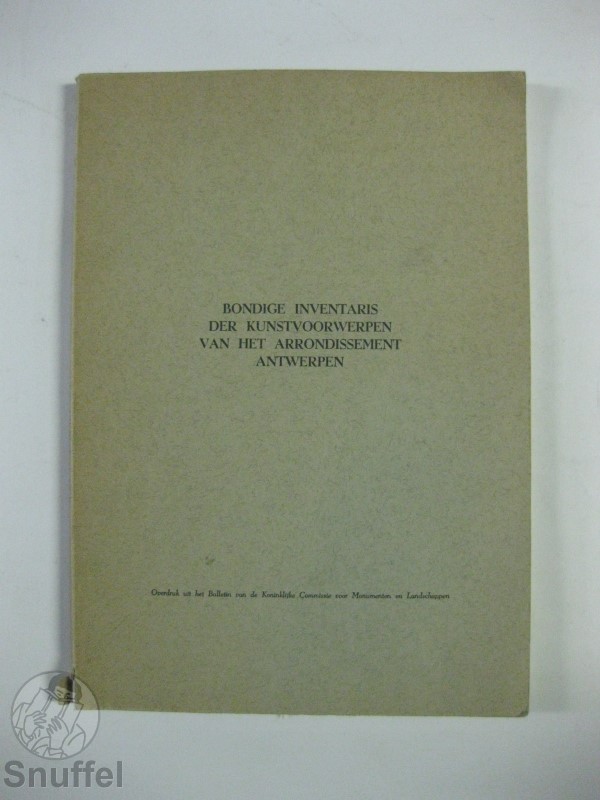 BONDIGE INVENTARIS
DER KUNSTVOORWERPEN
VAN HET ARRONDISSEMENT
ANTWERPEN
Overdruk uit het Bulletin van de Koninklijke Commissie voor Monumenten en Landschappen
Snuffel